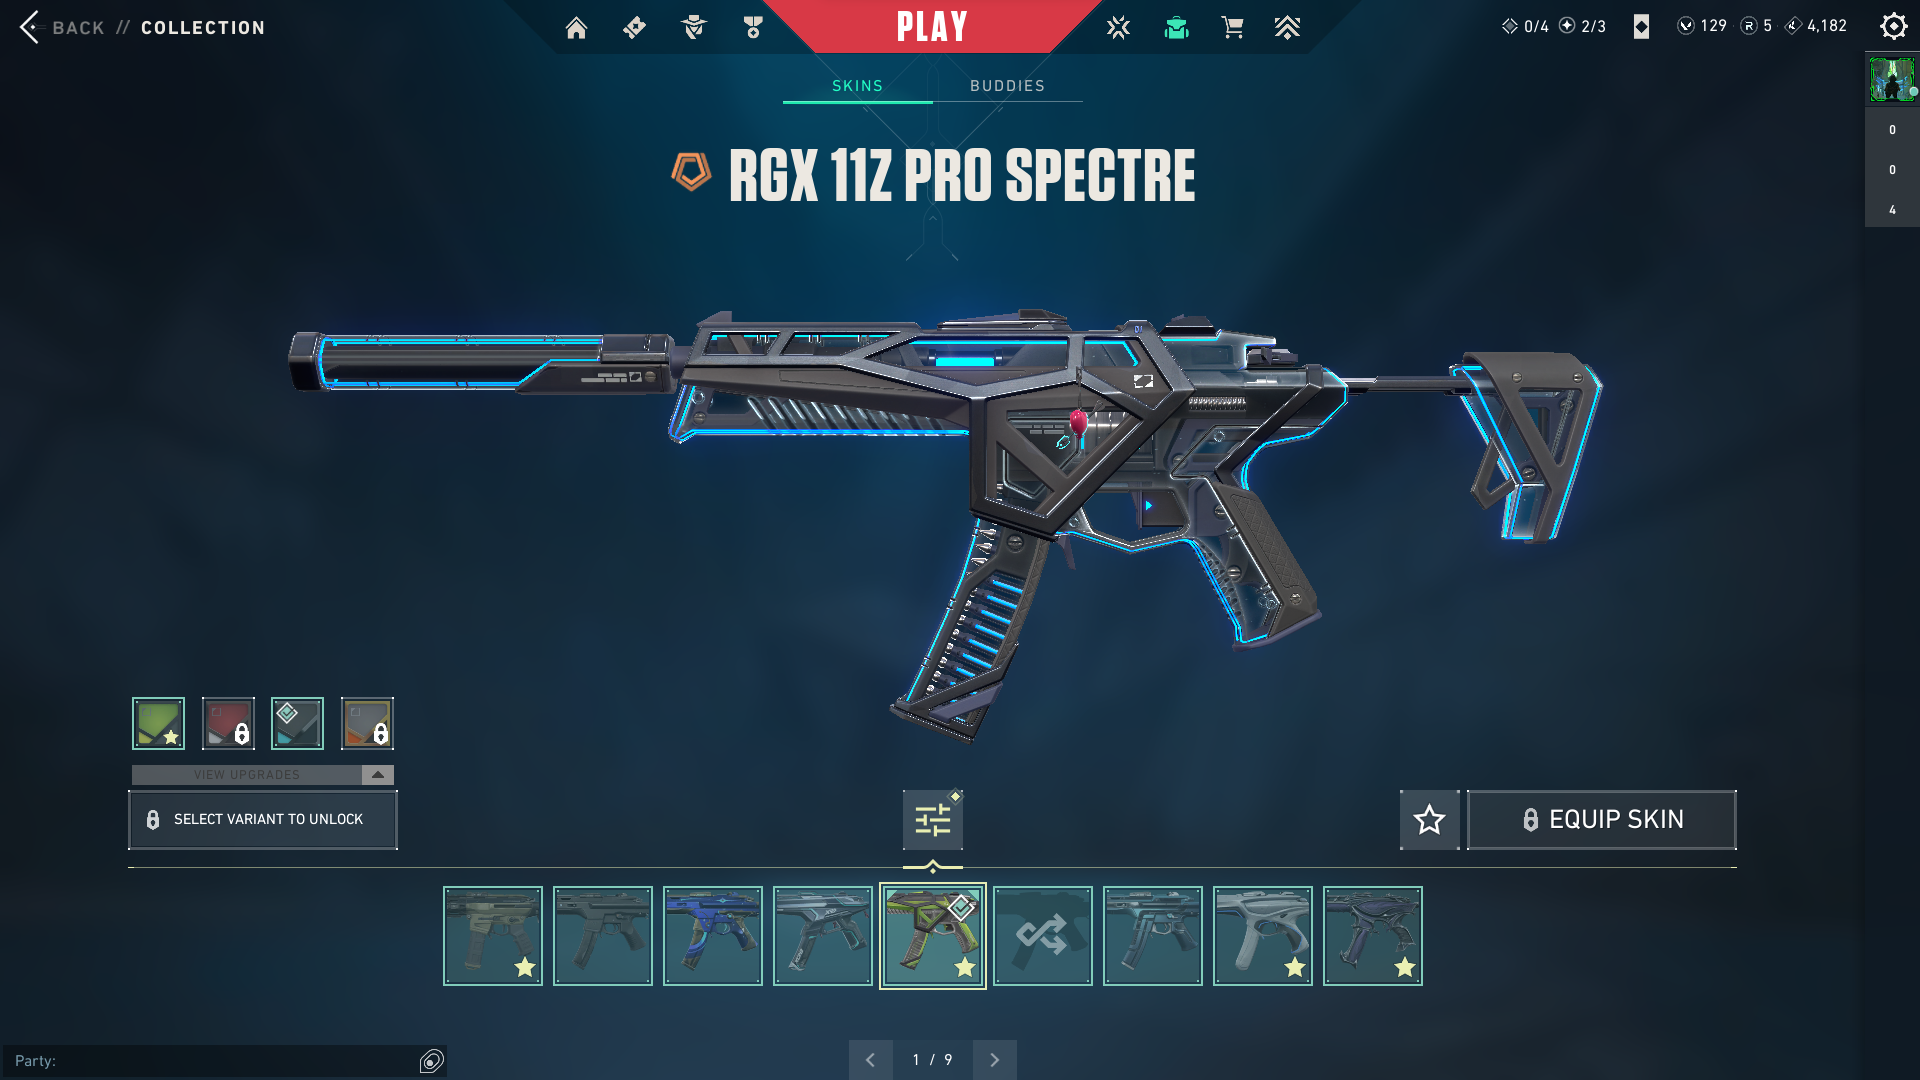 BACK // COLLECTION
PLAY
0/4
2/3
129
R 5
4,182
SKINS
BUDDIES
RGX 11Z PRO SPECTRE
0
0
4
VIEW UPGRADES
SELECT VARIANT TO UNLOCK
EQUIP SKIN
Party:
1 / 9